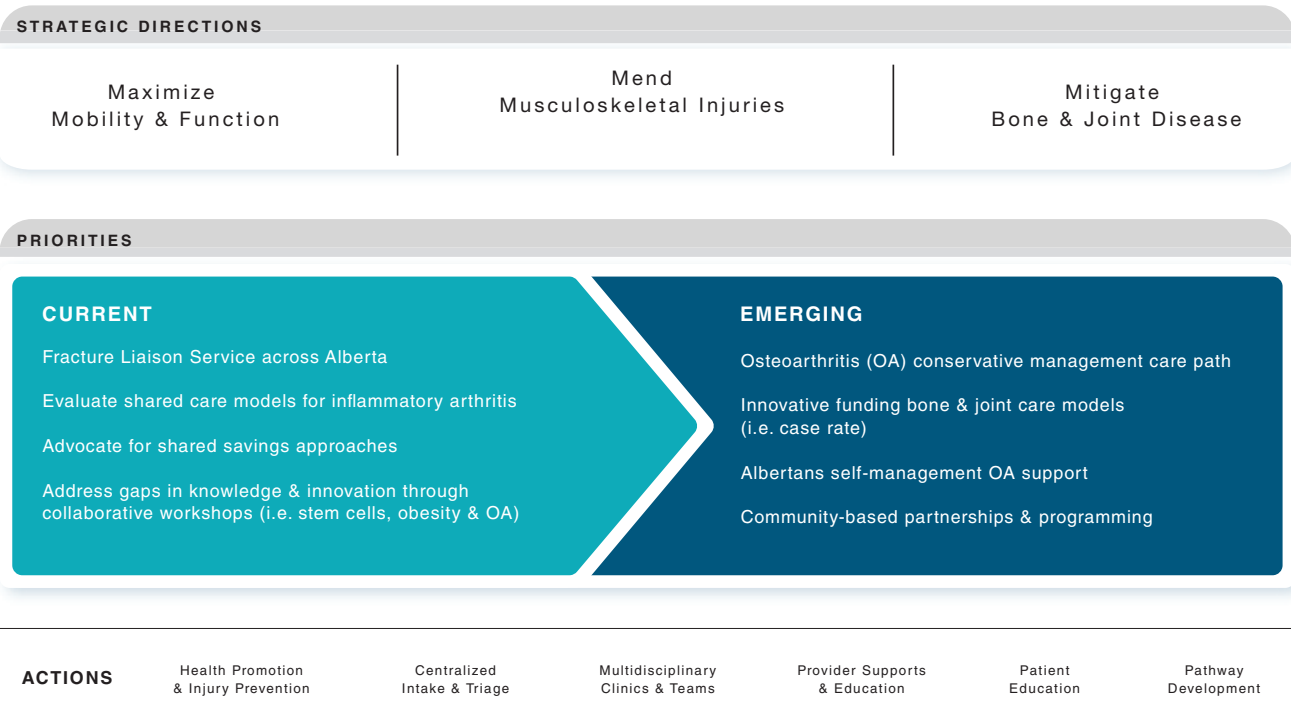 STRATEGIC DIRECTIONS
Maximize
Mobility & Function
Mend
Musculoskeletal Injuries
Mitigate
Bone & Joint Disease
PRIORITIES
CURRENT
Fracture Liaison Service across Alberta
Evaluate shared care models for inflammatory arthritis
Advocate for shared savings approaches
Address gaps in knowledge & innovation through
collaborative workshops (i.e. stem cells, obesity & OA)
EMERGING
Osteoarthritis (OA) conservative management care path
Innovative funding bone & joint care models
(i.e. case rate)
Albertans self-management OA support
Community-based partnerships & programming
ACTIONS
Health Promotion
& Injury Prevention
Centralized
Intake & Triage
Multidisciplinary
Clinics & Teams
Provider Supports
& Education
Patient
Education
Pathway
Development